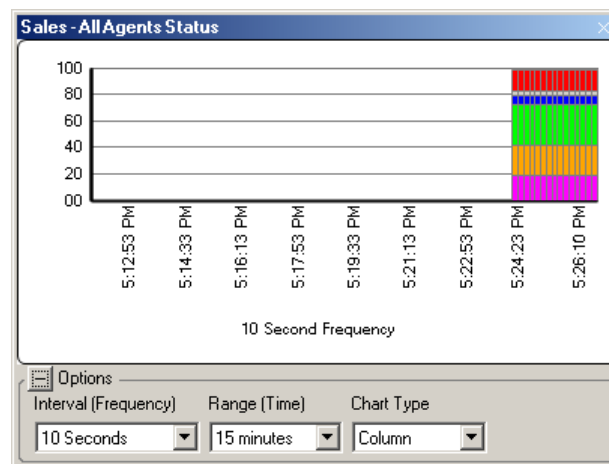 Sales - All Agents Status
100
80
60
40
20
00
5:12:53 PM
5:14:33 PM
5:16:13 PM
5:17:53 PM
5:19:33 PM
5:21:13 PM
5:22:53 PM
5:24:23 PM
5:26:10 PM
10 Second Frequency
Options
Interval (Frequency) Range (Time) Chart Type
10 Seconds 15 minutes Column